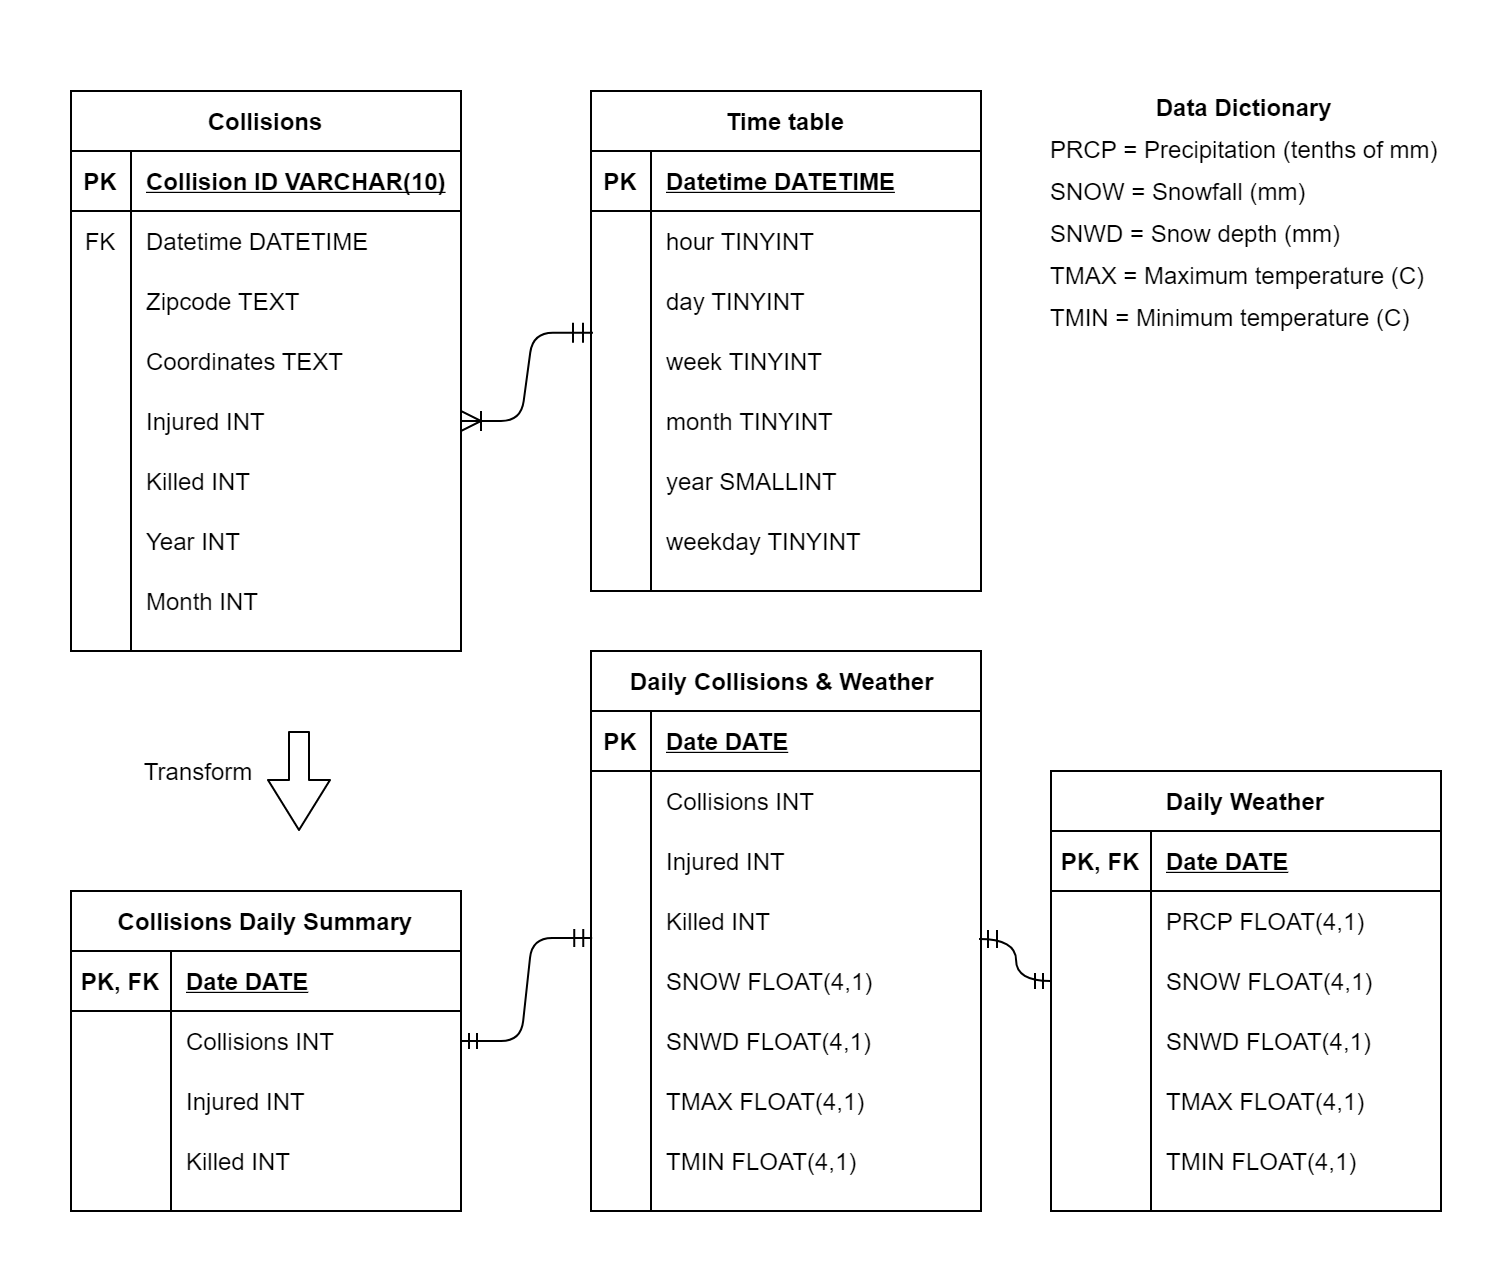 Collisions
PK Collision ID VARCHAR(10)
FK Datetime DATETIME
Zipcode TEXT
Coordinates TEXT
Injured INT
Killed INT
Year INT
Month INT
Time table
PK Datetime DATETIME
hour TINYINT
day TINYINT
week TINYINT
month TINYINT
year SMALLINT
weekday TINYINT
Data Dictionary
PRCP = Precipitation (tenths of mm)
SNOW = Snowfall (mm)
SNWD = Snow depth (mm)
TMAX = Maximum temperature (C)
TMIN = Minimum temperature (C)
Transform
Collisions Daily Summary
PK, FK Date DATE
Collisions INT
Injured INT
Killed INT
Daily Collisions & Weather
PK Date DATE
Collisions INT
Injured INT
Killed INT
SNOW FLOAT(4,1)
SNWD FLOAT(4,1)
TMAX FLOAT(4,1)
TMIN FLOAT(4,1)
Daily Weather
PK, FK Date DATE
PRCP FLOAT(4,1)
SNOW FLOAT(4,1)
SNWD FLOAT(4,1)
TMAX FLOAT(4,1)
TMIN FLOAT(4,1)